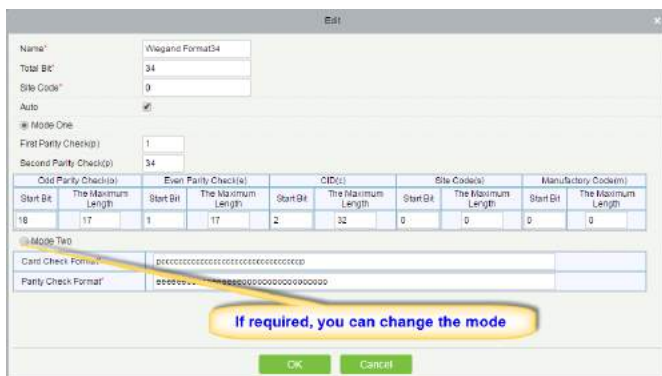 Edit
Name* Wiegand Format34
Total Bit* 34
Site Code* 0
Auto
Mode One
First Parity Check(p) 1
Second Parity Check(p) 34
Odd Parity Check(o) Even Parity Check(e) CID(c) Site Code(s) Manufactory Code(m)
Start Bit The Maximum Length Start Bit The Maximum Length Start Bit The Maximum Length Start Bit The Maximum Length Start Bit The Maximum Length
18 17 1 17 2 32 0 0 0 0
Mode Two
Card Check Format*
Parity Check Format*
If required, you can change the mode
OK Cancel